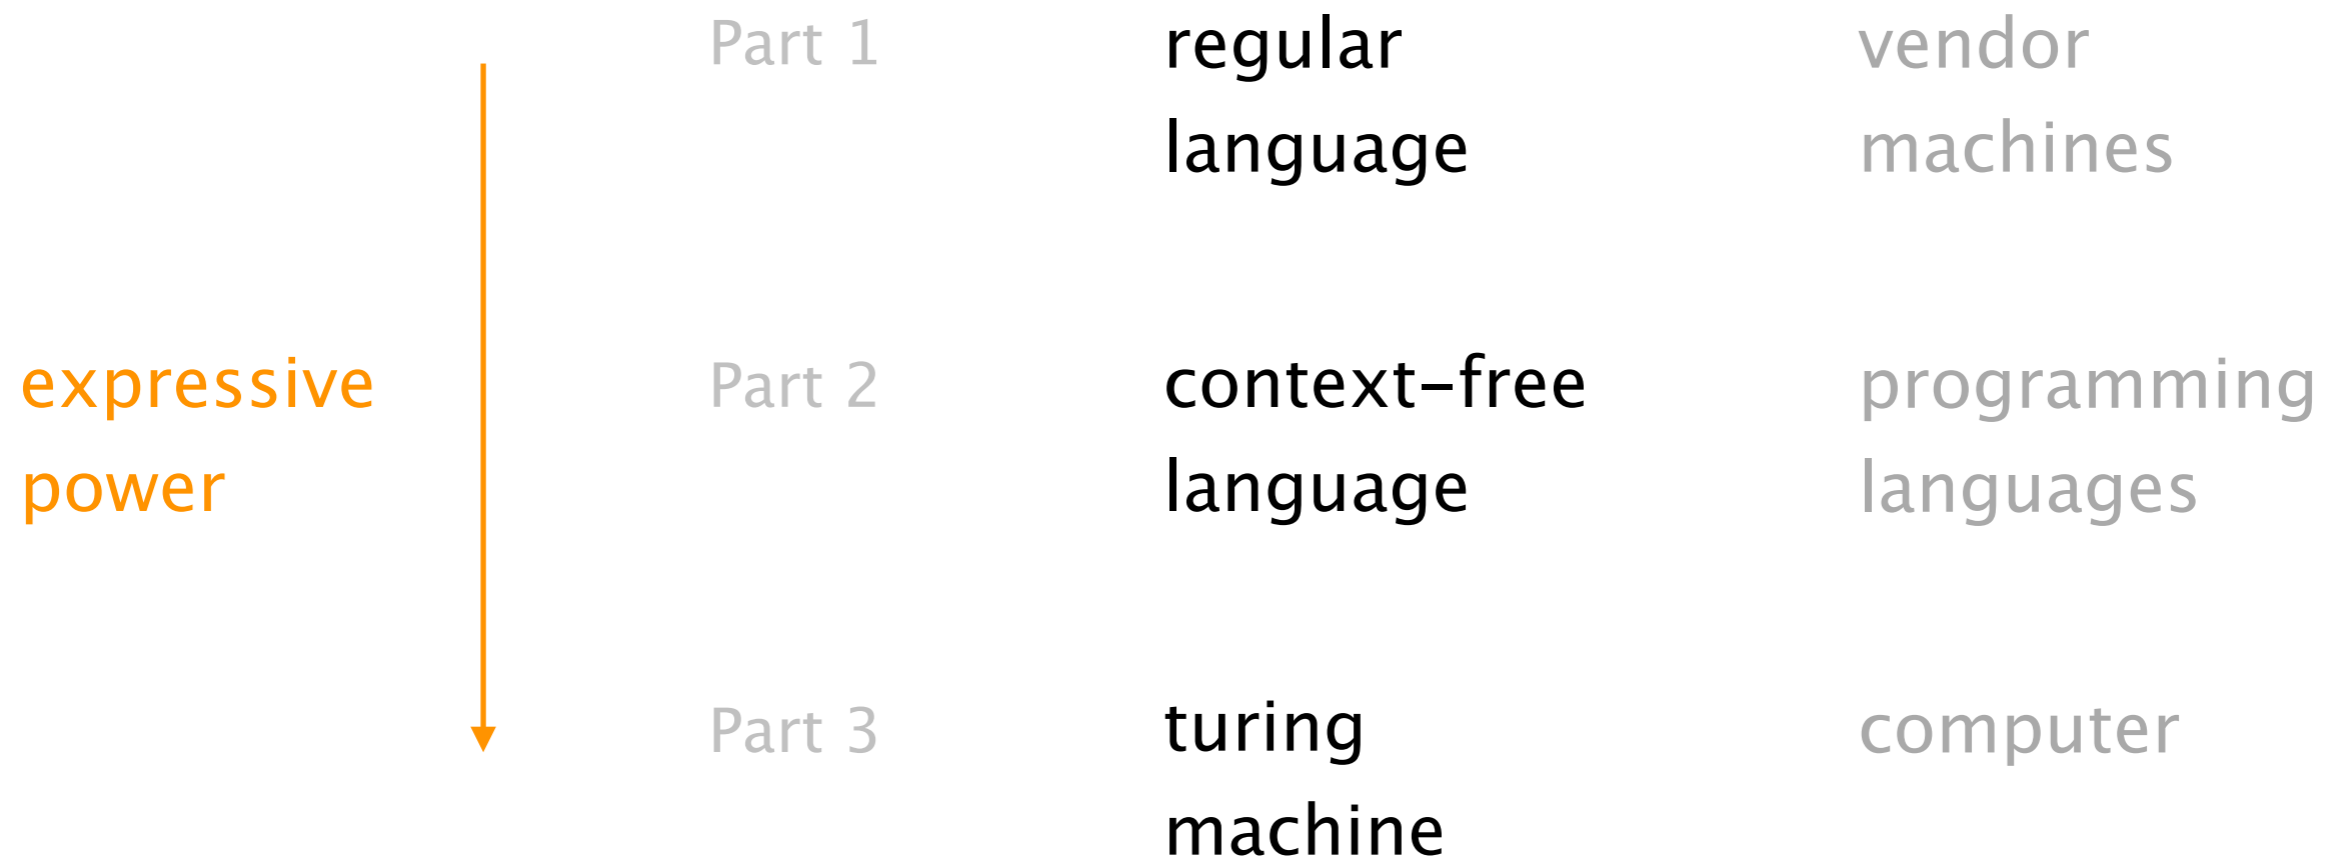 Part 1 regular vendor
language machines
expressive Part 2 context-free programming
power language languages
Part 3 turing computer
machine